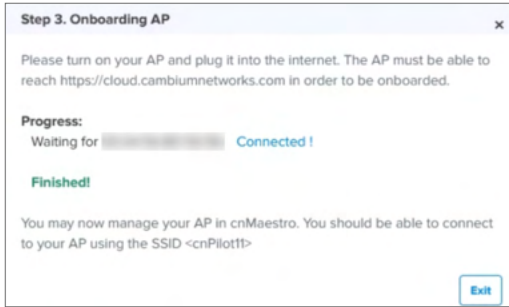 Step 3. Onboarding AP
×
Please turn on your AP and plug it into the internet. The AP must be able to
reach https://cloud.cambiumnetworks.com in order to be onboarded.
Progress:
Waiting for Connected !
Finished!
You may now manage your AP in cnMaestro. You should be able to connect
to your AP using the SSID <cnPilot11>
Exit